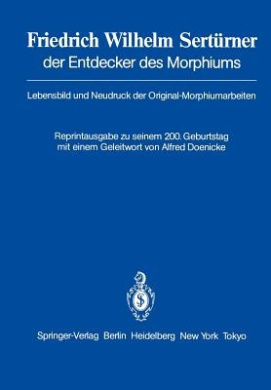 Friedrich Wilhelm Sertürner
der Entdecker des Morphiums
Lebensbild und Neudruck der Original-Morphiumarbeiten
Reprintausgabe zu seinem 200. Geburtstag
mit einem Geleitwort von Alfred Doenicke
Springer-Verlag Berlin Heidelberg New York Tokyo